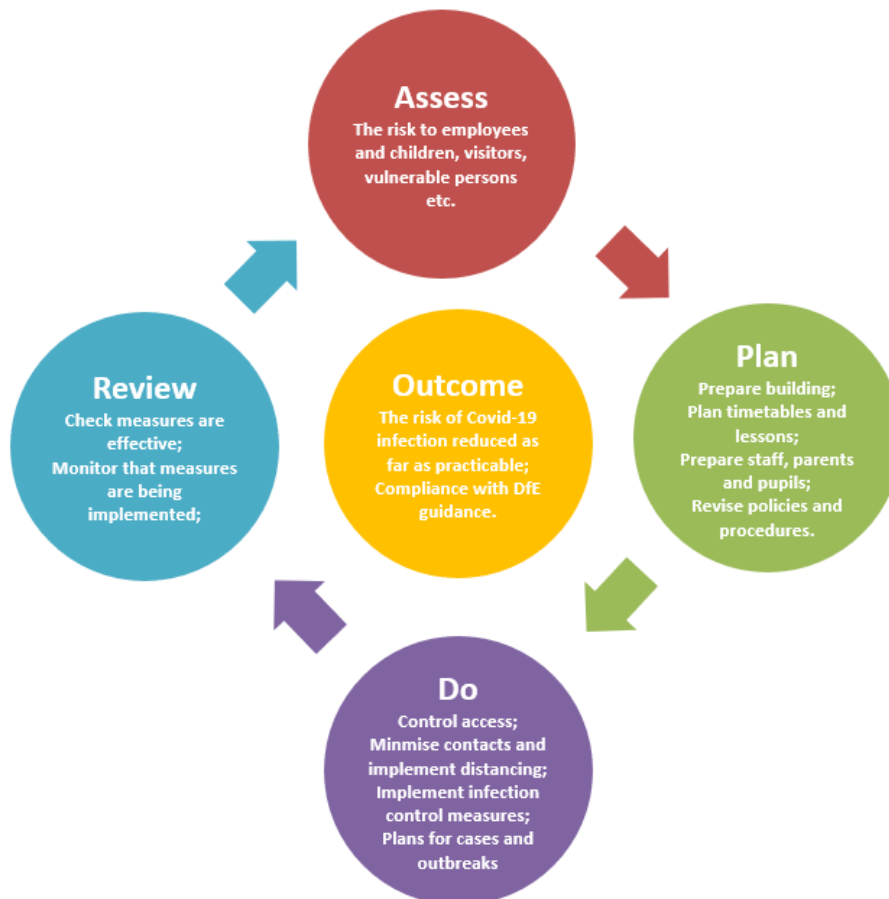 Assess
The risk to employees
and children, visitors,
vulnerable persons
etc.
Plan
Prepare building;
Plan timetables and
lessons;
Prepare staff, parents
and pupils;
Revise policies and
procedures.
Review
Check measures are
effective;
Monitor that measures
are being
implemented;
Outcome
The risk of Covid-19
infection reduced as
far as practicable;
Compliance with DfE
guidance.
Do
Control access;
Minmise contacts and
implement distancing;
Implement infection
control measures;
Plans for cases and
outbreaks